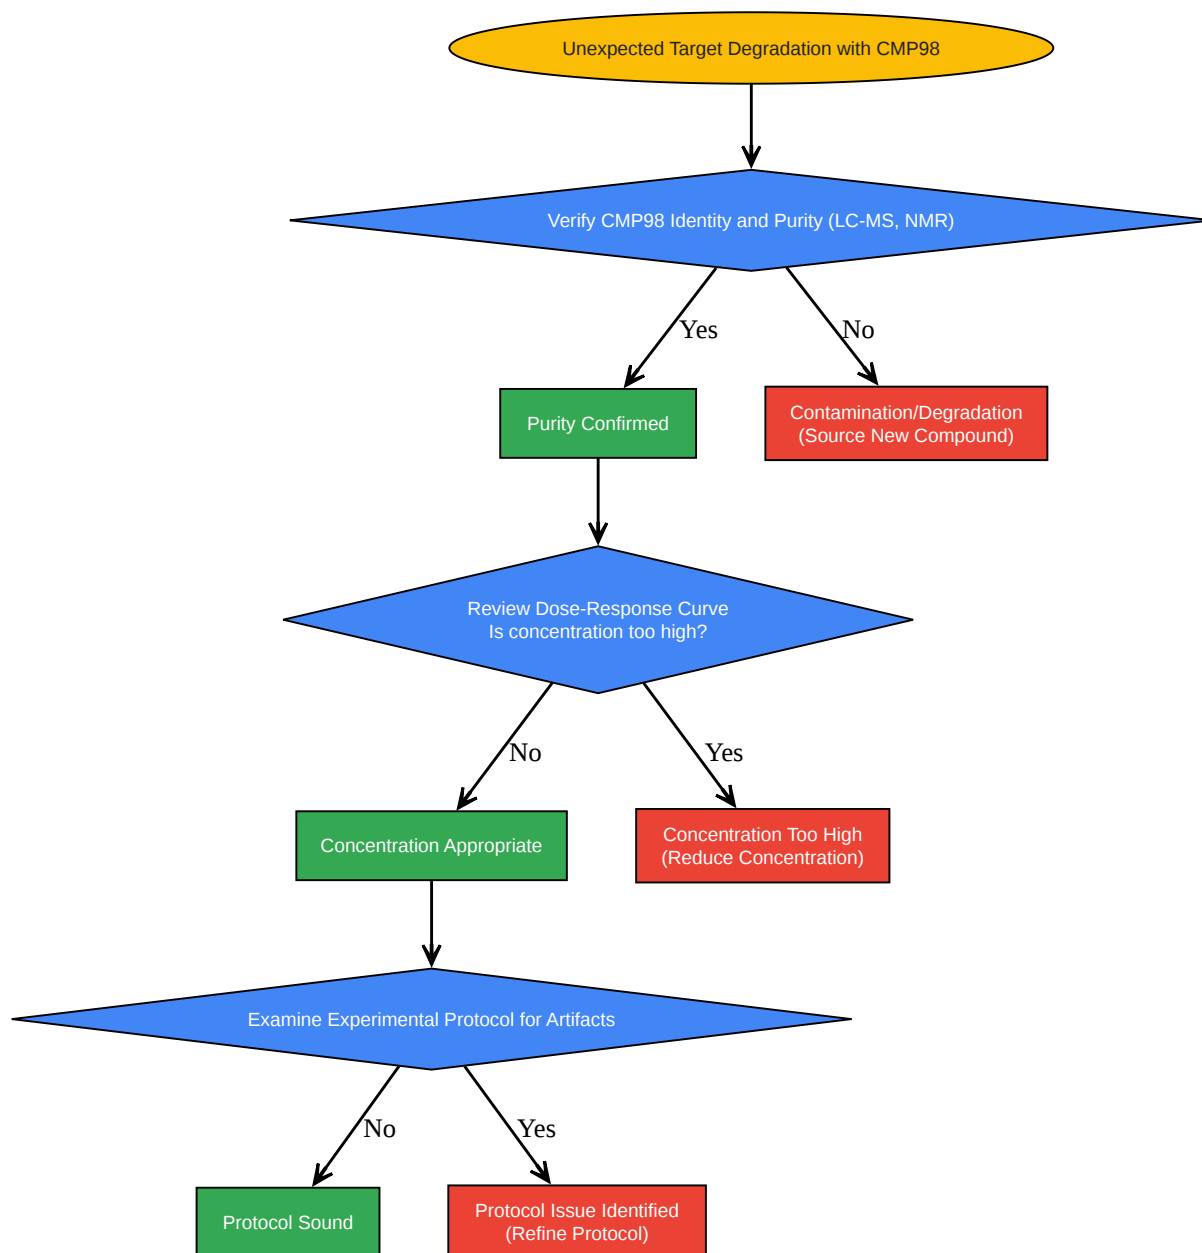 Unexpected Target Degradation with CMP98
Verify CMP98 Identity and Purity (LC-MS, NMR)
Yes
No
Purity Confirmed
Contamination/Degradation
(Source New Compound)
Review Dose-Response Curve
Is concentration too high?
No
Yes
Concentration Appropriate
Concentration Too High
(Reduce Concentration)
Examine Experimental Protocol for Artifacts
No
Yes
Protocol Sound
Protocol Issue Identified
(Refine Protocol)